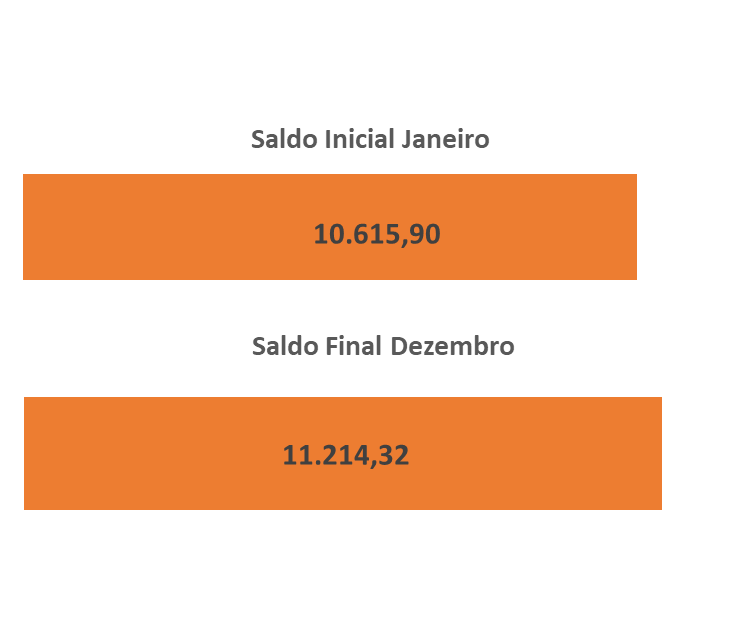 Saldo Inicial Janeiro
10.615,90
Saldo Final Dezembro
11.214,32